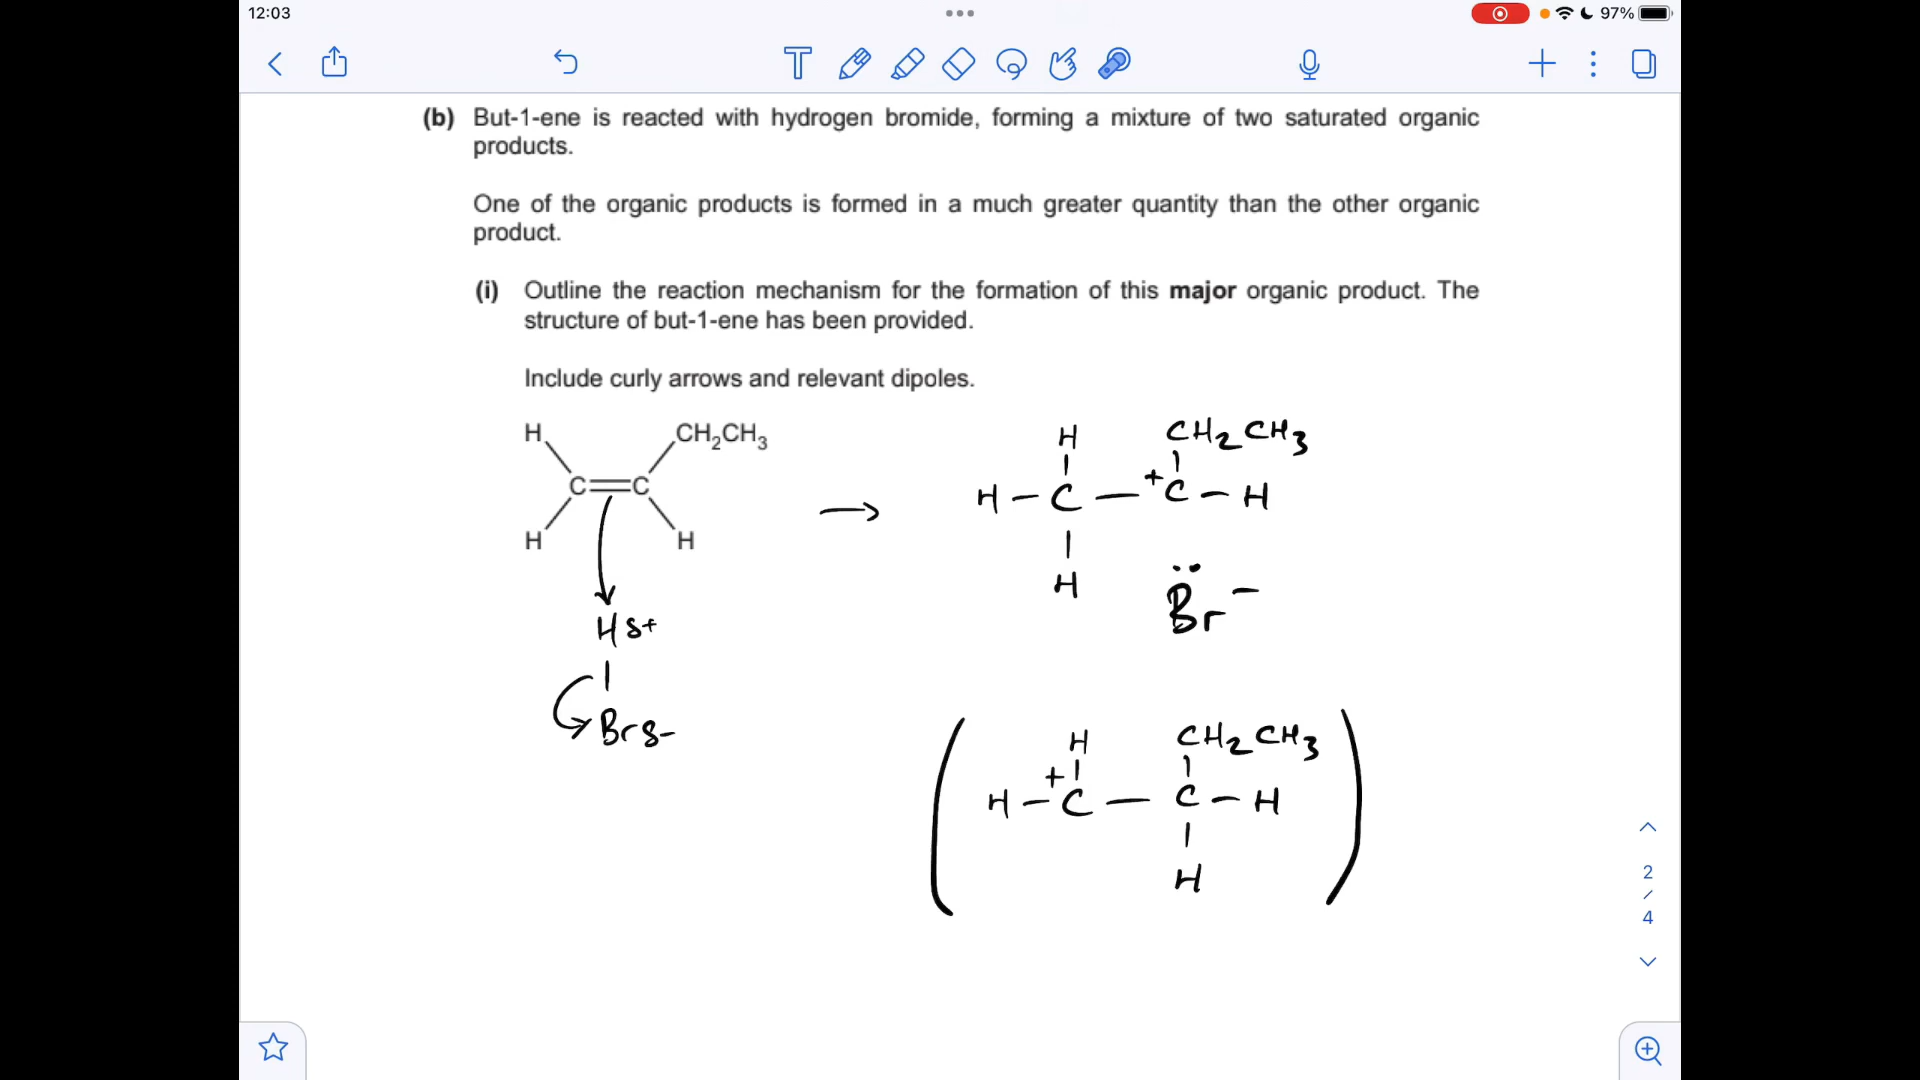 12:03
97%
(b) But-1-ene is reacted with hydrogen bromide, forming a mixture of two saturated organic
products.
One of the organic products is formed in a much greater quantity than the other organic
product.
(i) Outline the reaction mechanism for the formation of this major organic product. The
structure of but-1-ene has been provided.
Include curly arrows and relevant dipoles.
H CH₂CH₃
C=C
H H
H δ+
Br δ-
H CH₂CH₃
H - C - ⁺C - H
H
Br⁻
H CH₂CH₃
H - ⁺C - C - H
H
2
/
4